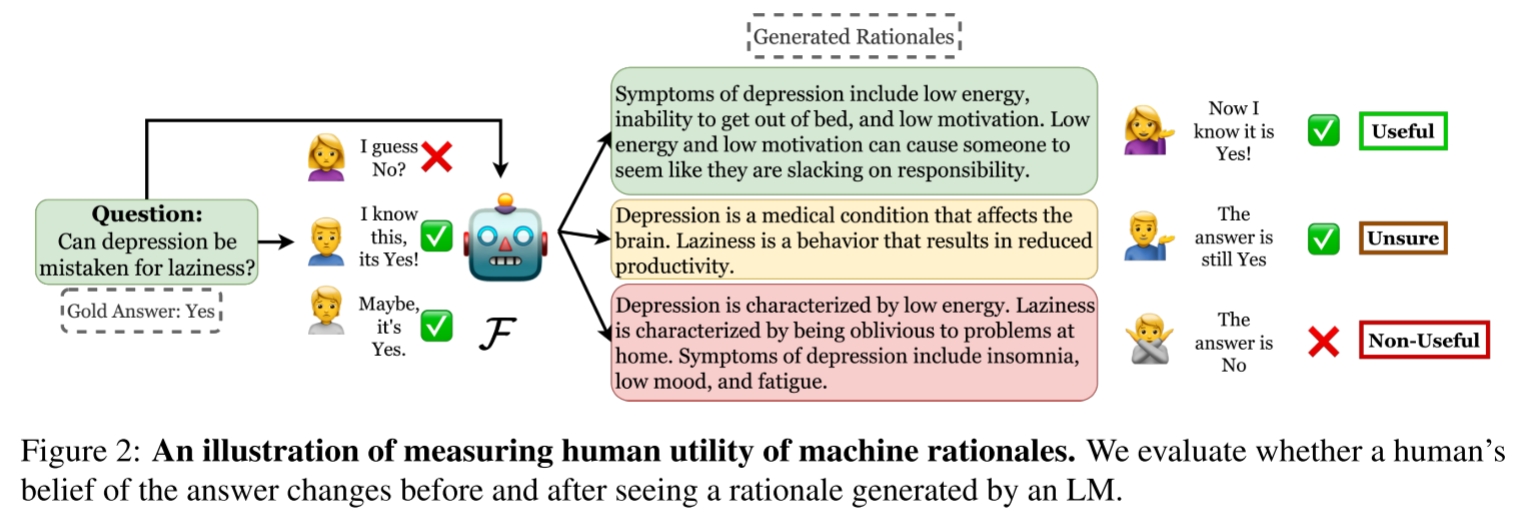 Generated Rationales
Question:
Can depression be
mistaken for laziness?
Gold Answer: Yes
I guess
No?
I know
this,
its Yes!
Maybe,
it's
Yes.
F
Symptoms of depression include low energy,
inability to get out of bed, and low motivation. Low
energy and low motivation can cause someone to
seem like they are slacking on responsibility.
Now I
know it is
Yes!
Useful
Depression is a medical condition that affects the
brain. Laziness is a behavior that results in reduced
productivity.
The
answer is
still Yes
Unsure
Depression is characterized by low energy. Laziness
is characterized by being oblivious to problems at
home. Symptoms of depression include insomnia,
low mood, and fatigue.
The
answer is
No
Non-Useful
Figure 2: An illustration of measuring human utility of machine rationales. We evaluate whether a human's
belief of the answer changes before and after seeing a rationale generated by an LM.